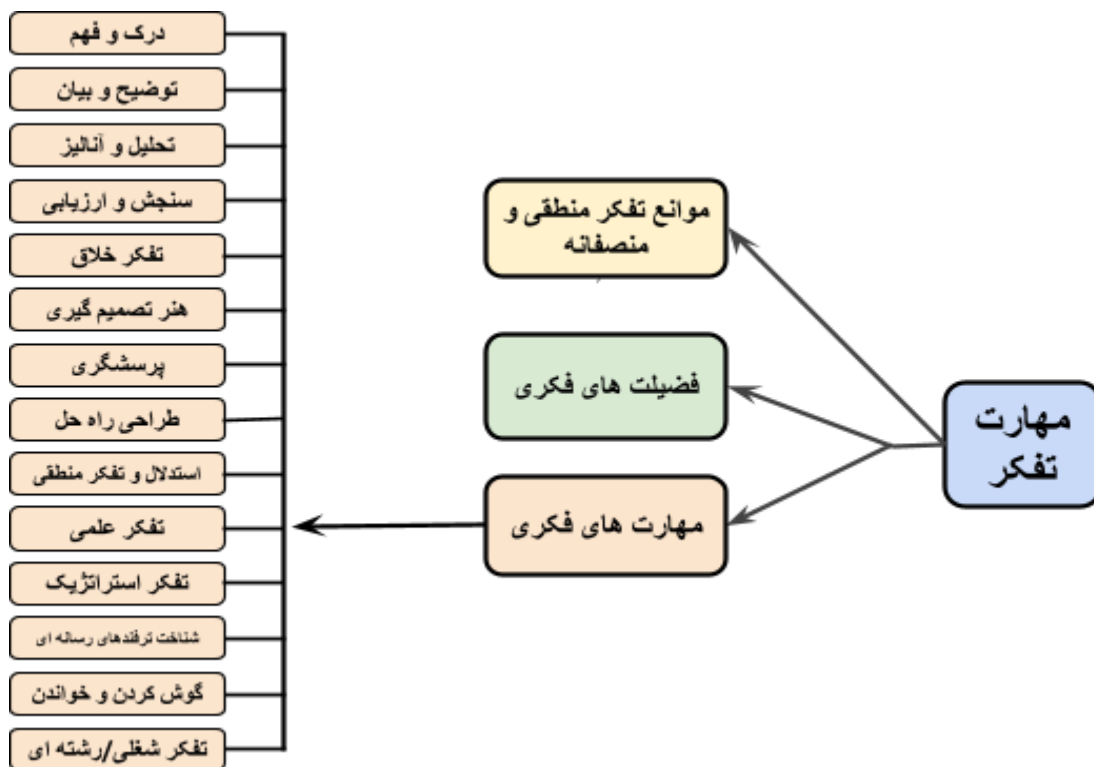 مهارت
تفکر
موانع تفکر منطقی و
منصفانه
فضیلت های فکری
مهارت های فکری
درک و فهم
توضیح و بیان
تحلیل و آنالیز
سنجش و ارزیابی
تفکر خلاق
هنر تصمیم گیری
پرسشگری
طراحی راه حل
استدلال و تفکر منطقی
تفکر علمی
تفکر استراتژیک
شناخت ترفندهای رسانه ای
گوش کردن و خواندن
تفکر شغلی/رشته ای